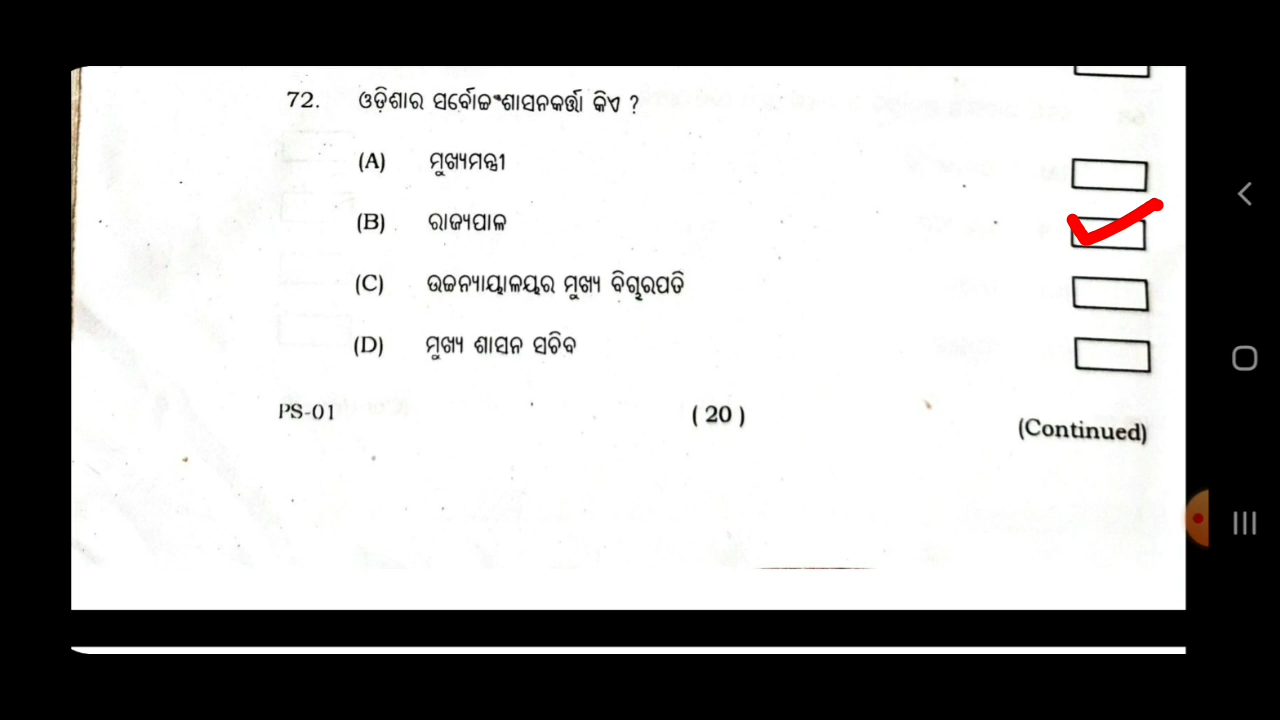 72. ଓଡ଼ିଶାର ସର୍ବୋଚ୍ଚ ଶାସନକର୍ତ୍ତା କିଏ ?
(A) ମୁଖ୍ୟମନ୍ତ୍ରୀ
(B) ରାଜ୍ୟପାଳ
(C) ଉଚ୍ଚନ୍ୟାୟାଳୟର ମୁଖ୍ୟ ବିଚାରପତି
(D) ମୁଖ୍ୟ ଶାସନ ସଚିବ
PS-01 ( 20 ) (Continued)